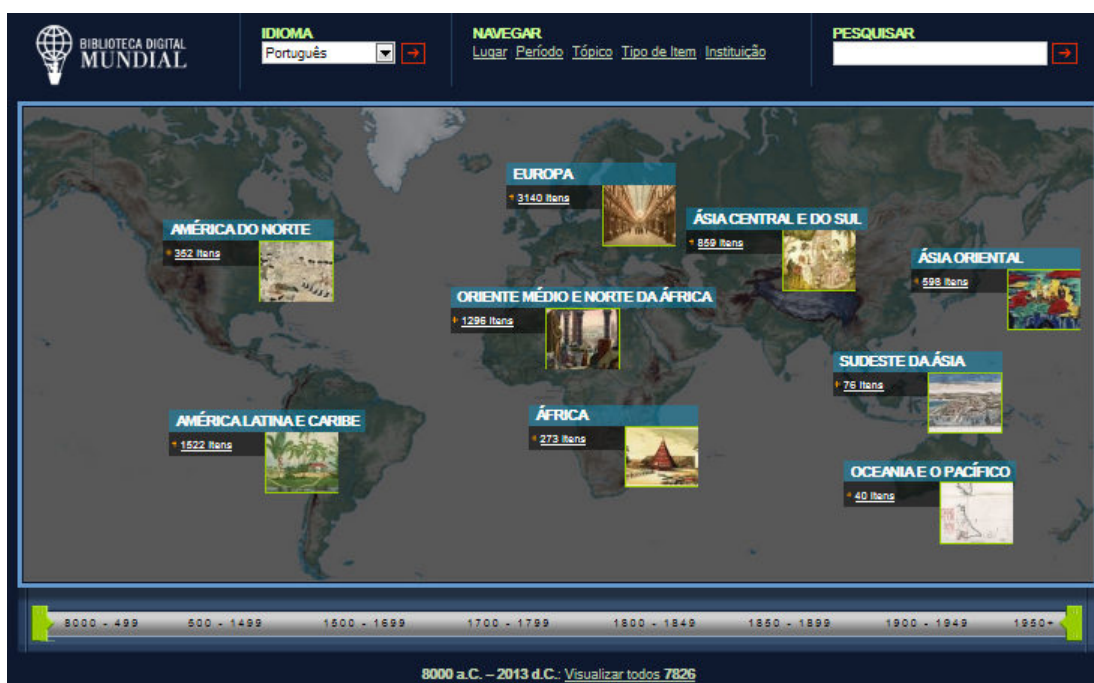 BIBLIOTECA DIGITAL
MUNDIAL
IDIOMA
Português
NAVEGAR
Lugar Período Tópico Tipo de Item Instituição
PESQUISAR
EUROPA
3140 Itens
AMÉRICA DO NORTE
352 Itens
ÁSIA CENTRAL E DO SUL
859 Itens
ÁSIA ORIENTAL
598 Itens
ORIENTE MÉDIO E NORTE DA ÁFRICA
1296 Itens
SUDESTE DA ÁSIA
76 Itens
AMÉRICA LATINA E CARIBE
1522 Itens
ÁFRICA
273 Itens
OCEANIA E O PACÍFICO
40 Itens
8000 - 499 500 - 1499 1500 - 1699 1700 - 1799 1800 - 1849 1850 - 1899 1900 - 1949 1950+
8000 a.C. – 2013 d.C.: Visualizar todos 7826